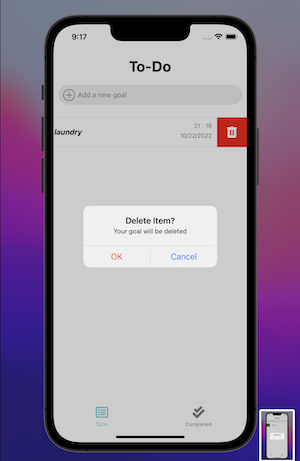 9:17
To-Do
Add a new goal
laundry
21 : 16
10/22/2022
Delete Item?
Your goal will be deleted
OK
Cancel
ToDo
Completed